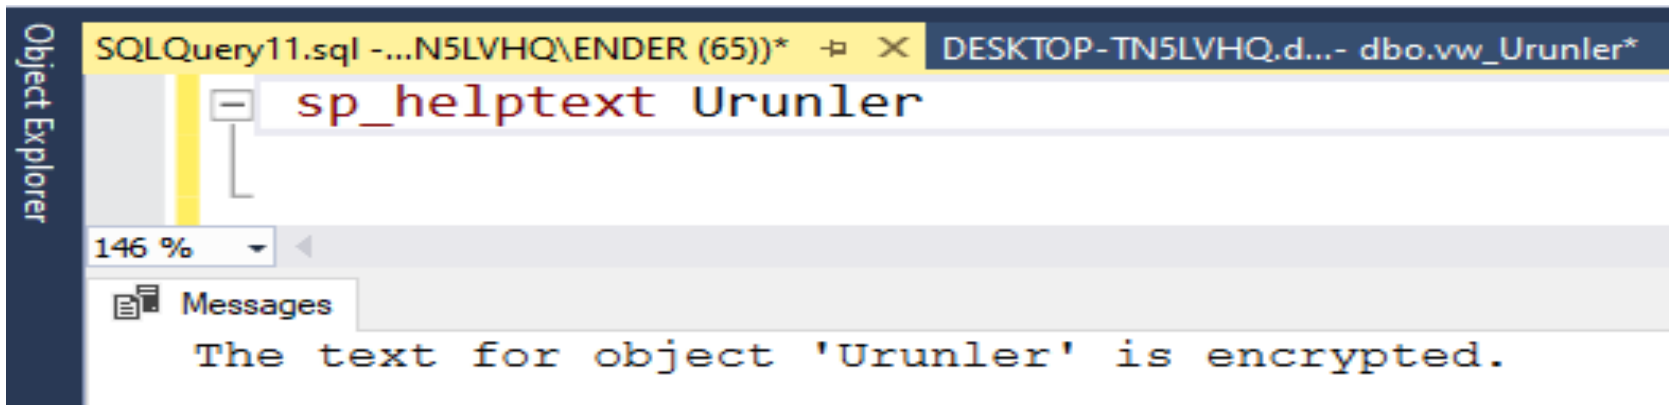 Object Explorer
SQLQuery11.sql -...N5LVHQ\ENDER (65))*
DESKTOP-TN5LVHQ.d...- dbo.vw_Urunler*
sp_helptext Urunler
146 %
Messages
The text for object 'Urunler' is encrypted.